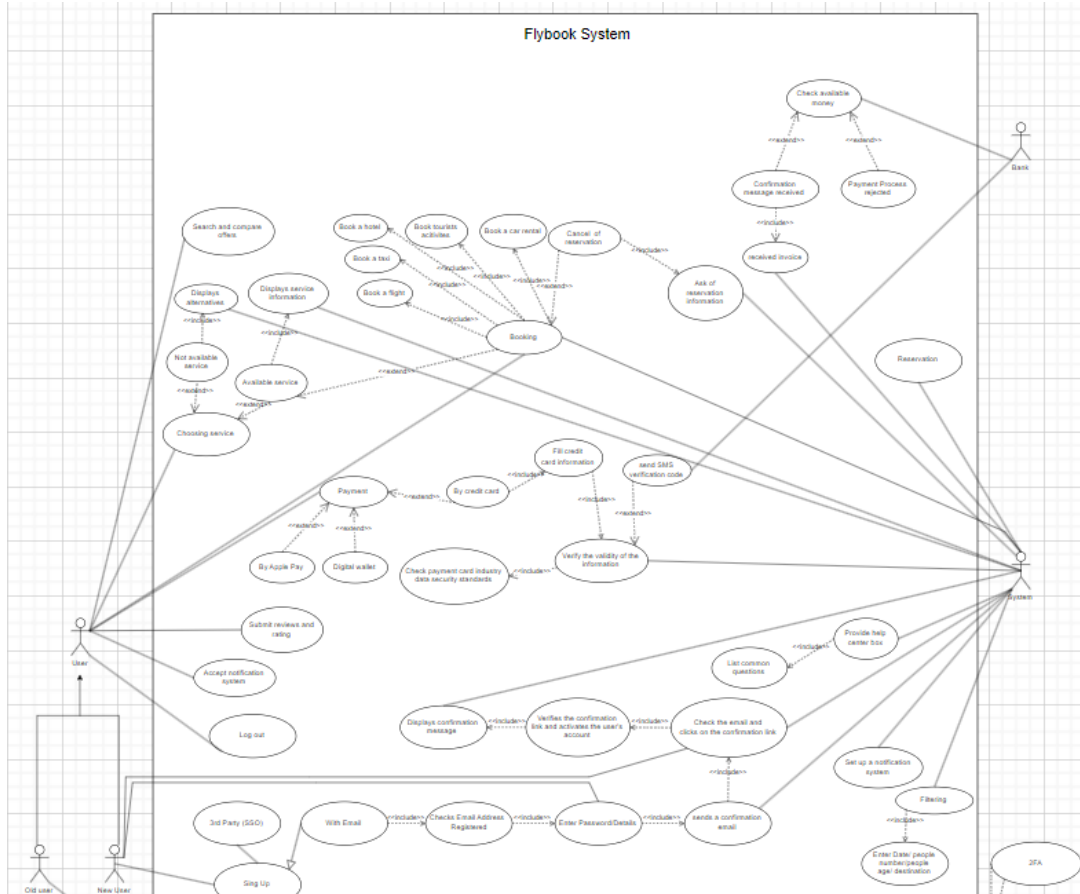 Flybook System
Check available
money
<<extend>>
<<extend>>
Bank
Confirmation
message received
Payment Process
rejected
<<include>>
received invoice
Search and compare
offers
Book a hotel
Book tourists
acitivites
Book a car rental
Cancel of
reservation
<<include>>
Book a taxi
<<include>>
<<include>>
<<include>>
<<extend>>
Ask of
reservation
information
Displays
alternatives
Displays service
information
Book a flight
<<include>>
<<include>>
<<include>>
Booking
Not available
service
Available service
<<extend>>
<<extend>>
<<extend>>
Reservation
Choosing service
Fill credit
card information
send SMS
verification code
<<include>>
Payment
<<extend>>
By credit card
<<include>>
<<extend>>
<<extend>>
<<extend>>
By Apple Pay
Digital wallet
Verify the validity of the
information
<<include>>
Check payment card industry
data security standards
System
Submit reviews and
rating
User
Provide help
center box
<<include>>
List common
questions
Accept notification
system
Log out
Displays confirmation
message
<<include>>
Verifies the confirmation
link and activates the user's
account
<<include>>
Check the email and
clicks on the confirmation link
<<include>>
Set up a notification
system
Filtering
<<include>>
3rd Party (SSO)
With Email
<<include>>
Checks Email Address
Registered
<<include>>
Enter Password/Details
<<include>>
sends a confirmation
email
Enter Date/ people
number/people
age/ destination
2FA
Old user
New User
Sing Up